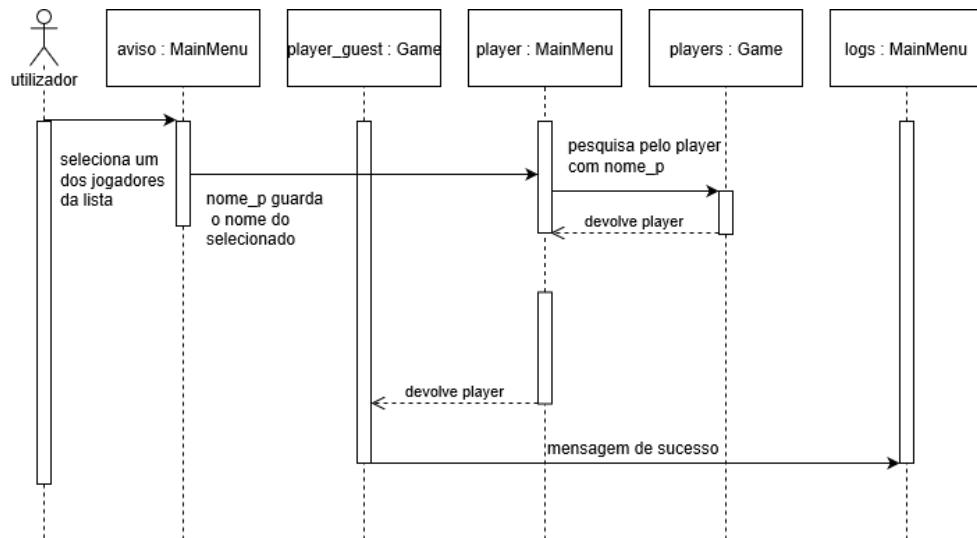 utilizador
aviso : MainMenu
player_guest : Game
player : MainMenu
players : Game
logs : MainMenu
seleciona um
dos jogadores
da lista
nome_p guarda
o nome do
selecionado
pesquisa pelo player
com nome_p
devolve player
devolve player
mensagem de sucesso